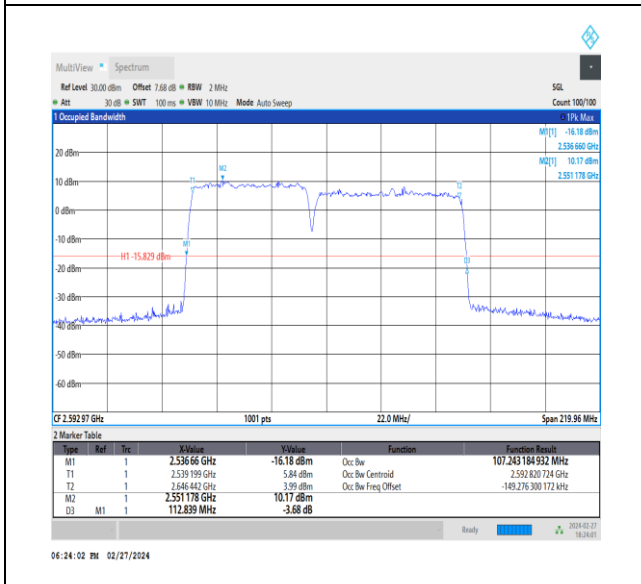 MultiView Spectrum
Ref Level 30.00 dBm Offset 7.68 dB RBW 2 MHz SGL
Att 30 dB SWT 100 ms VBW 10 MHz Mode Auto Sweep Count 100/100
1 Occupied Bandwidth 1Pk Max
M1[1] -16.18 dBm
2.536 660 GHz
M2[1] 10.17 dBm
2.551 178 GHz
20 dBm
M2
T1
T2
10 dBm
0 dBm
-10 dBm
M1
H1 -15.829 dBm
D3
-20 dBm
-30 dBm
-40 dBm
-50 dBm
-60 dBm
CF 2.592 97 GHz 1001 pts 22.0 MHz/ Span 219.96 MHz
2 Marker Table
Type Ref Trc X-Value Y-Value Function Function Result
M1 1 2.536 66 GHz -16.18 dBm Occ Bw 107.243 184 932 MHz
T1 1 2.539 199 GHz 5.84 dBm Occ Bw Centroid 2.592 820 724 GHz
T2 1 2.646 442 GHz 3.99 dBm Occ Bw Freq Offset -149.276 300 172 kHz
M2 1 2.551 178 GHz 10.17 dBm
D3 M1 1 112.839 MHz -3.68 dB
Ready 2024-02-27
18:24:01
06:24:02 PM 02/27/2024